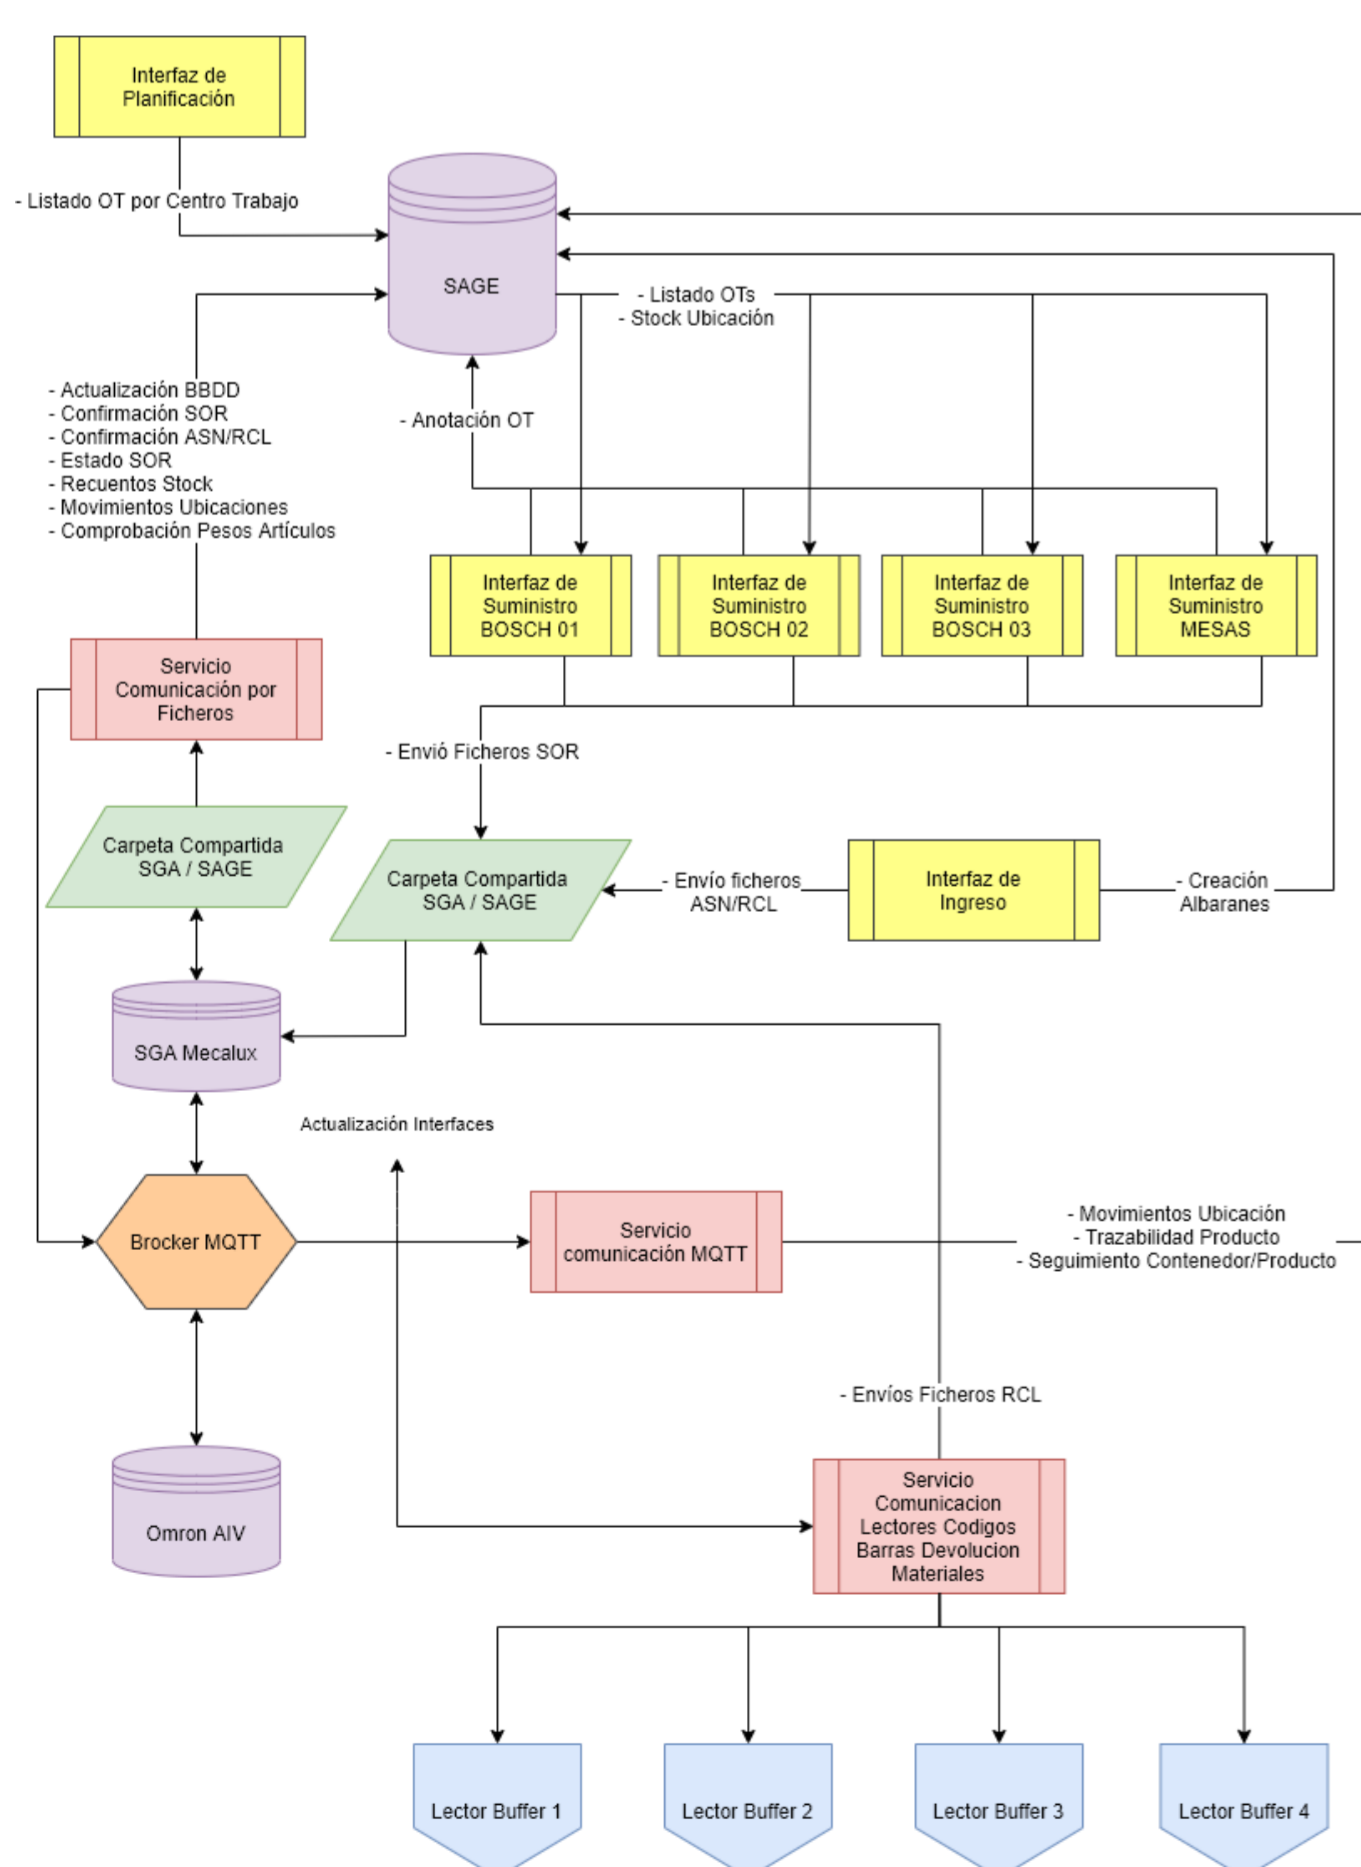 Interfaz de
Planificación
- Listado OT por Centro Trabajo
SAGE
- Listado OTs
- Stock Ubicación
- Actualización BBDD
- Confirmación SOR
- Confirmación ASN/RCL
- Estado SOR
- Recuentos Stock
- Movimientos Ubicaciones
- Comprobación Pesos Artículos
- Anotación OT
Interfaz de
Suministro
BOSCH 01
Interfaz de
Suministro
BOSCH 02
Interfaz de
Suministro
BOSCH 03
Interfaz de
Suministro
MESAS
Servicio
Comunicación por
Ficheros
- Envió Ficheros SOR
Carpeta Compartida
SGA / SAGE
Carpeta Compartida
SGA / SAGE
- Envío ficheros
ASN/RCL
Interfaz de
Ingreso
- Creación
Albaranes
SGA Mecalux
Actualización Interfaces
Brocker MQTT
Servicio
comunicación MQTT
- Movimientos Ubicación
- Trazabilidad Producto
- Seguimiento Contenedor/Producto
- Envíos Ficheros RCL
Omron AIV
Servicio
Comunicacion
Lectores Codigos
Barras Devolucion
Materiales
Lector Buffer 1
Lector Buffer 2
Lector Buffer 3
Lector Buffer 4